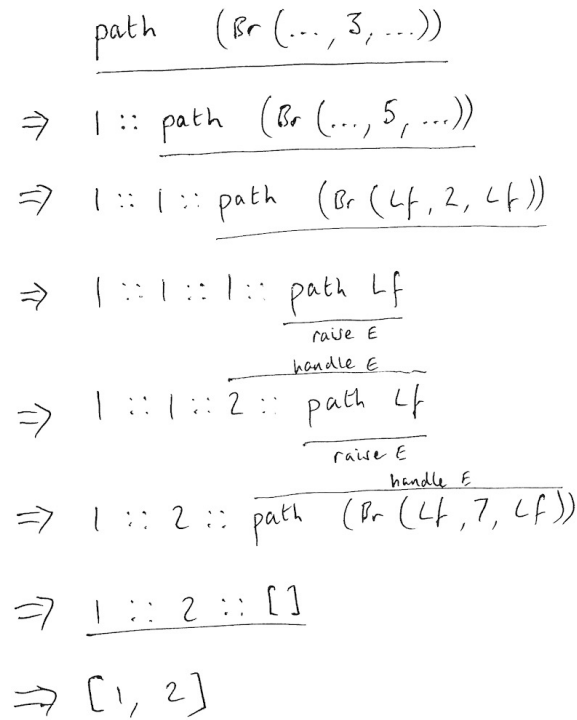 path (Br (..., 3, ...))
⇒ 1 :: path (Br (..., 5, ...))
⇒ 1 :: 1 :: path (Br (Lf, 2, Lf))
⇒ 1 :: 1 :: 1 :: path Lf
raise E
handle E
⇒ 1 :: 1 :: 2 :: path Lf
raise E
handle E
⇒ 1 :: 2 :: path (Br (Lf, 7, Lf))
⇒ 1 :: 2 :: []
⇒ [1, 2]